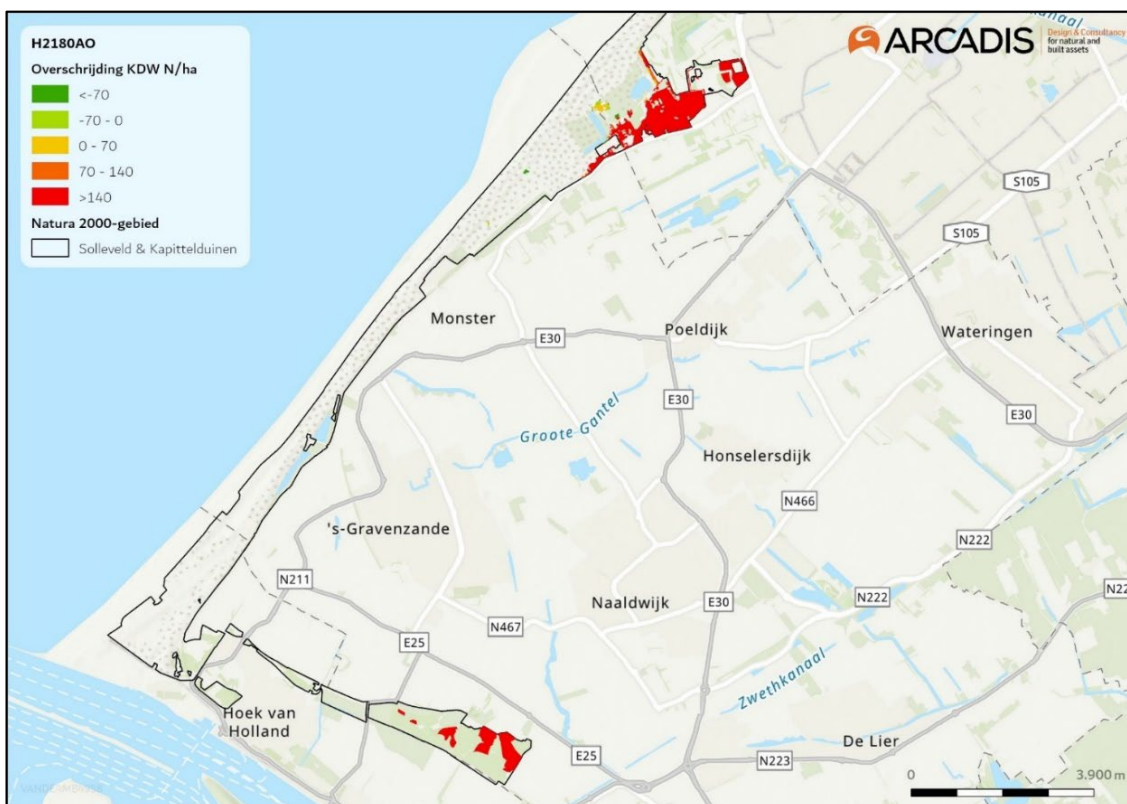 H2180AO
Overschrijding KDW N/ha
<-70
-70 - 0
0 - 70
70 - 140
>140
Natura 2000-gebied
Solleveld & Kapittelduinen
ARCADIS
Design & Consultancy
for natural and
built assets
Kanaal
S105
S105
Monster
E30
Poeldijk
Wateringen
E30
E30
Groote Gantel
Honselersdijk
N466
's-Gravenzande
N222
N211
Naaldwijk
E30
N222
N22
N467
E25
Zwethkanaal
Hoek van
Holland
E25
De Lier
N223
0
3.900 m